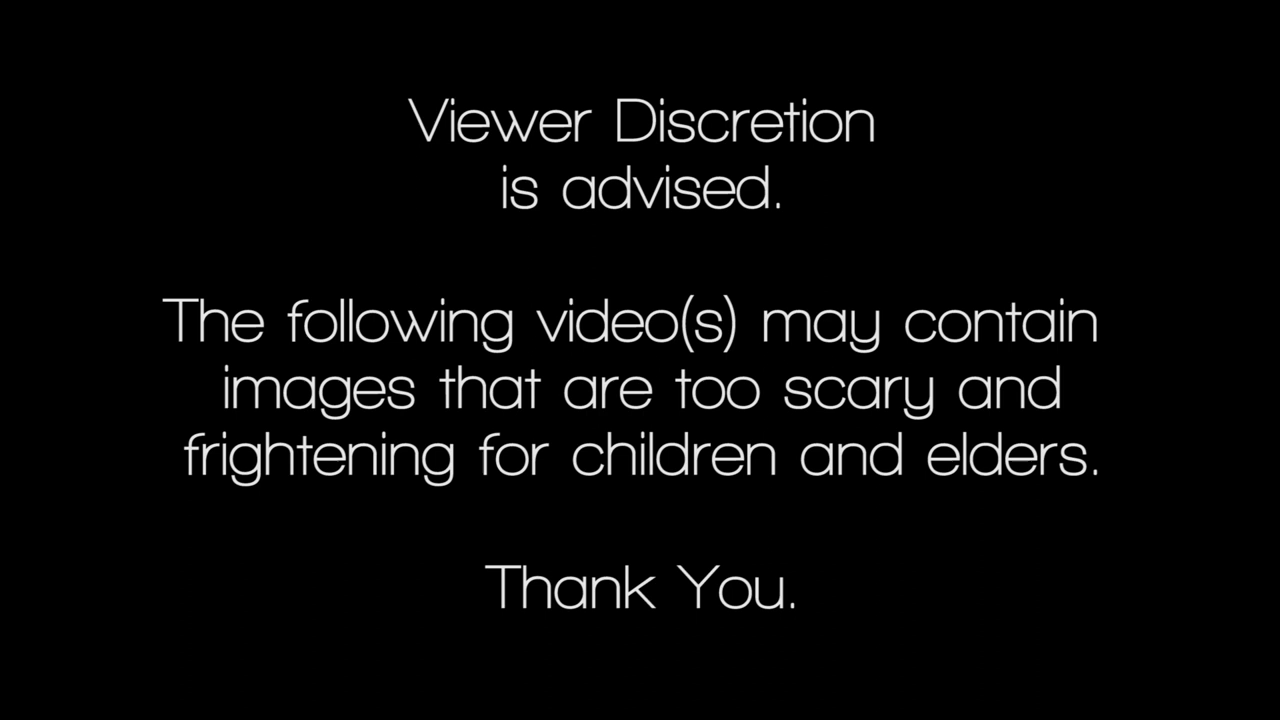 Viewer Discretion
is advised.
The following video(s) may contain
images that are too scary and
frightening for children and elders.
Thank You.